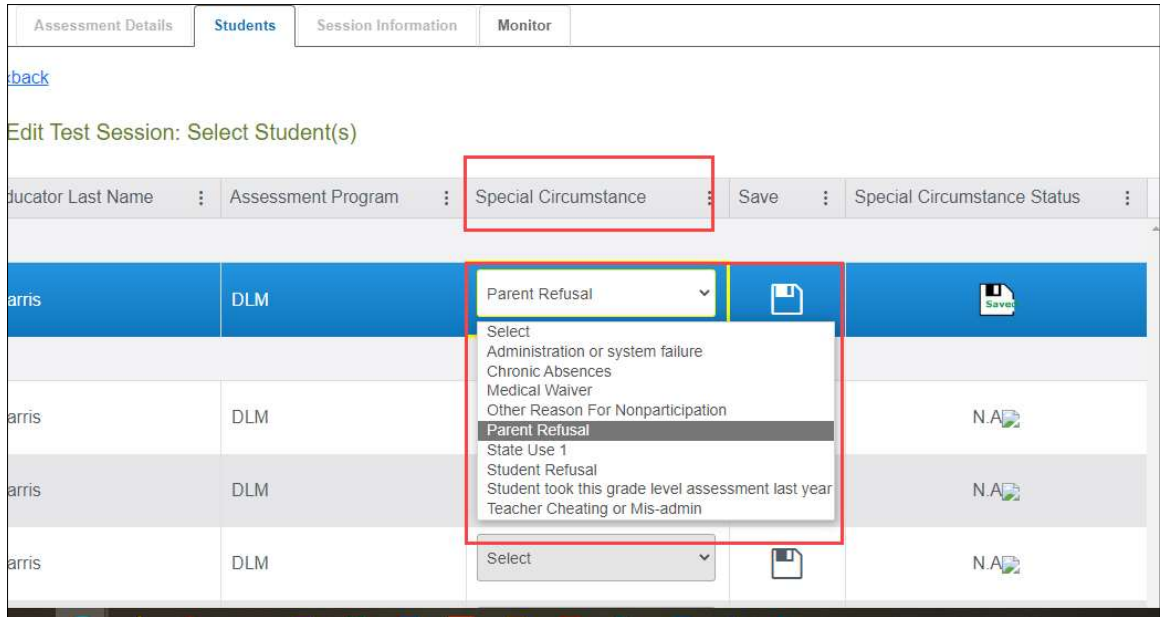 Assessment Details Students Session Information Monitor
back
Edit Test Session: Select Student(s)
ducator Last Name Assessment Program Special Circumstance Save Special Circumstance Status
arris DLM Parent Refusal Saved
Select
Administration or system failure
Chronic Absences
Medical Waiver
Other Reason For Nonparticipation
arris DLM N.A
Parent Refusal
State Use 1
Student Refusal
arris DLM N.A
Student took this grade level assessment last year
Teacher Cheating or Mis-admin
arris DLM Select N.A